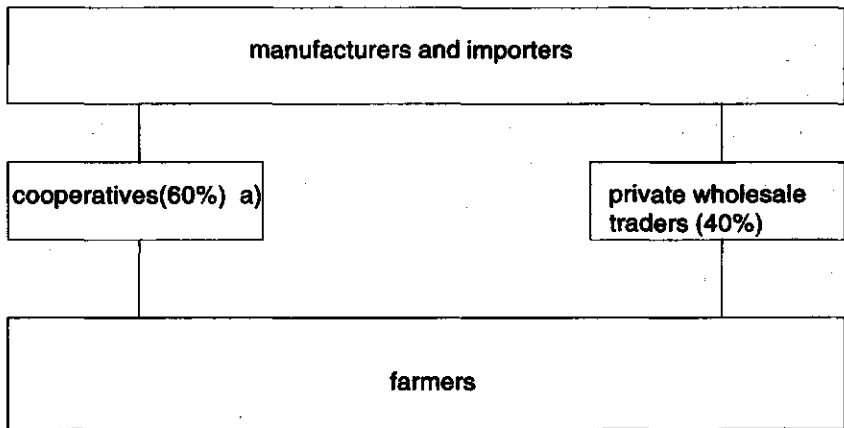 manufacturers and importers
cooperatives(60%) a)
private wholesale
traders (40%)
farmers